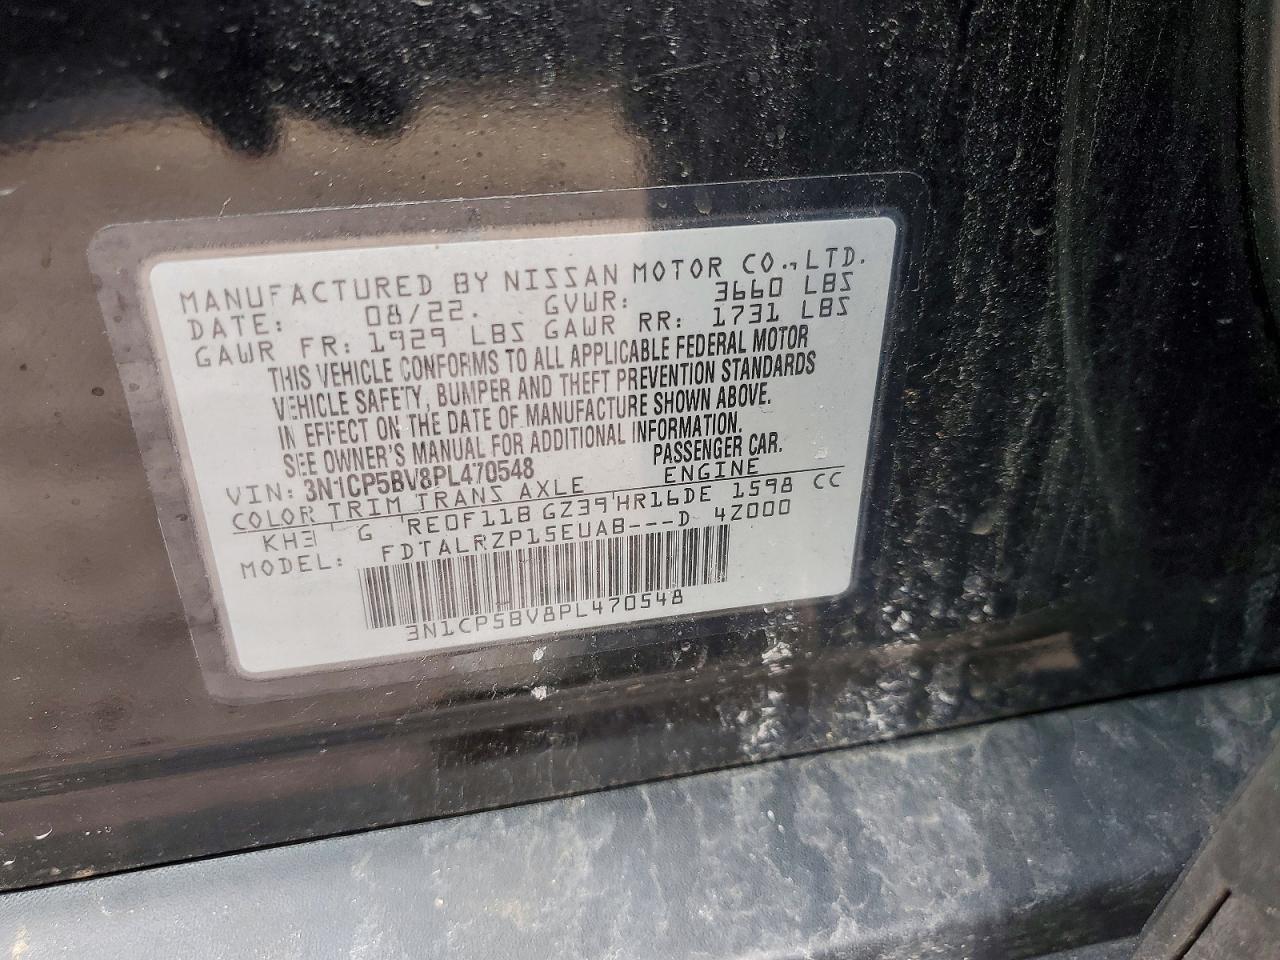 MANUFACTURED BY NISSAN MOTOR CO., LTD.
DATE: 08/22. GVWR: 3660 LBS
GAWR FR: 1929 LBS GAWR RR: 1731 LBS
THIS VEHICLE CONFORMS TO ALL APPLICABLE FEDERAL MOTOR
VEHICLE SAFETY, BUMPER AND THEFT PREVENTION STANDARDS
IN EFFECT ON THE DATE OF MANUFACTURE SHOWN ABOVE.
SEE OWNER'S MANUAL FOR ADDITIONAL INFORMATION.
VIN: 3N1CP5BV8PL470548 PASSENGER CAR.
COLOR TRIM TRANS AXLE ENGINE
KH3 G RE0F11B GZ39 HR16DE 1598 CC
MODEL: FDTALRZP15EUAB---D 4Z000
3N1CP5BV8PL470548